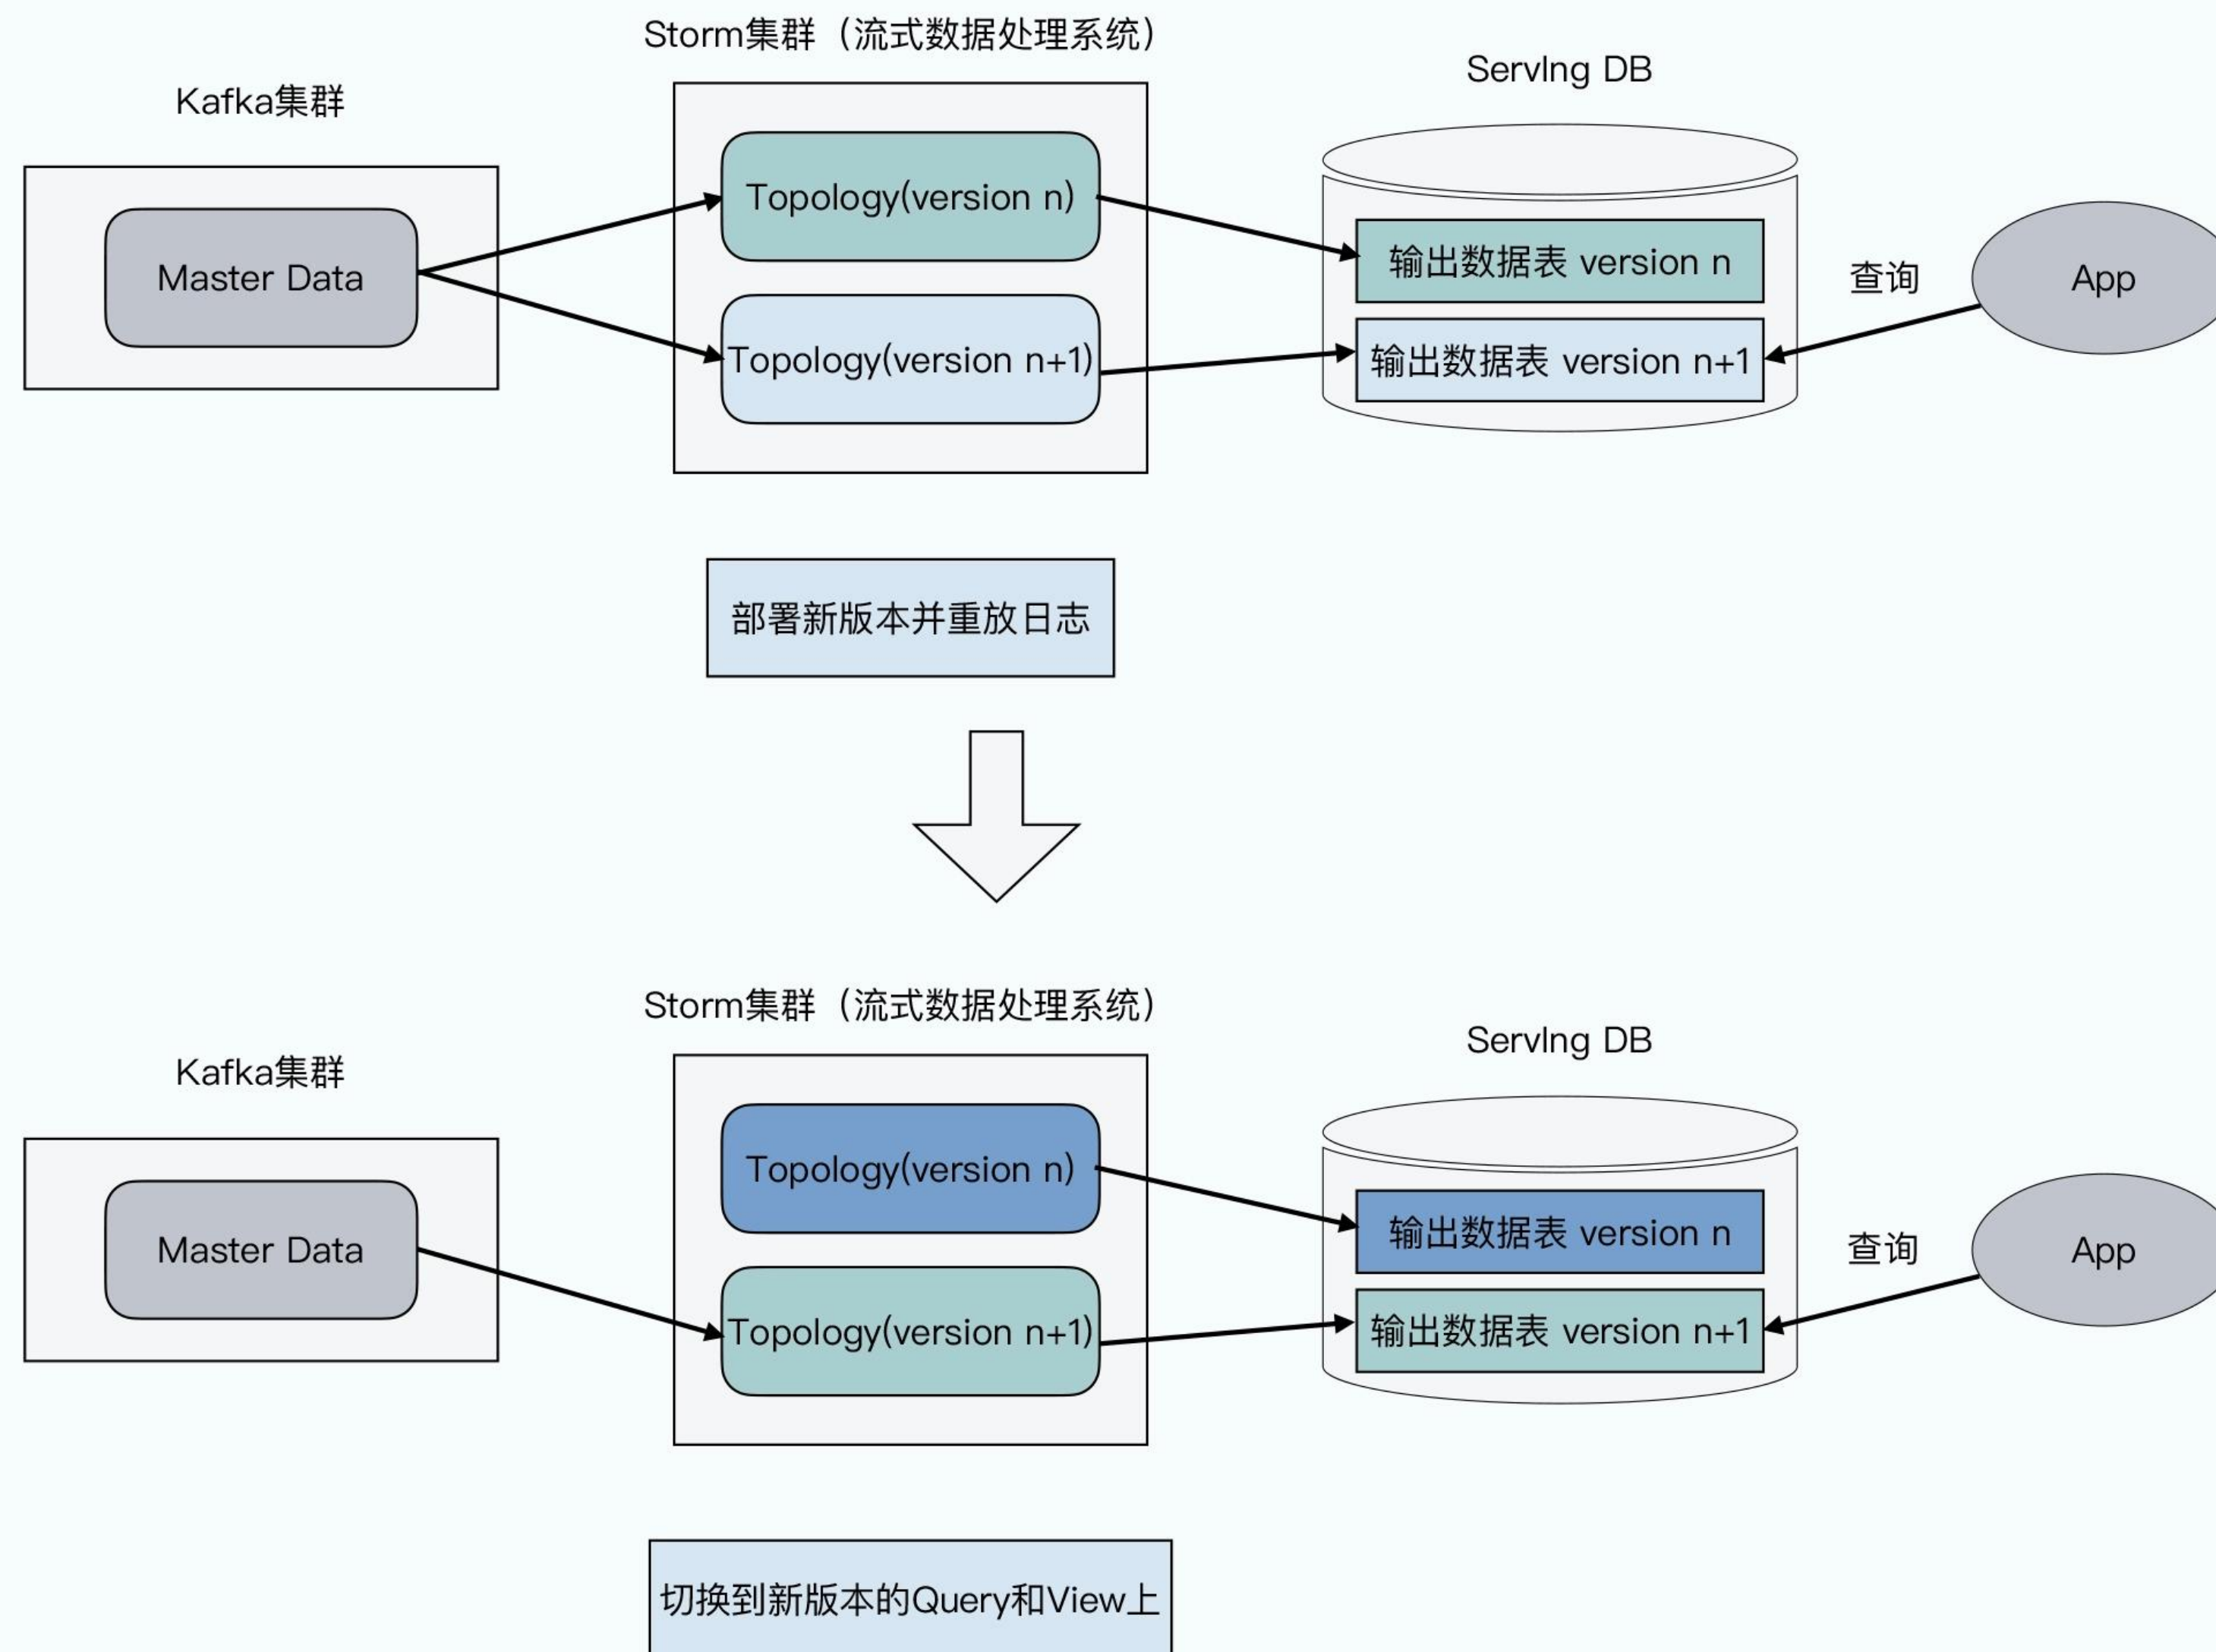 Storm集群（流式数据处理系统）
Kafka集群
ServIng DB
Master Data
Topology(version n)
Topology(version n+1)
输出数据表 version n
输出数据表 version n+1
查询
App
部署新版本并重放日志
Storm集群（流式数据处理系统）
Kafka集群
ServIng DB
Master Data
Topology(version n)
Topology(version n+1)
输出数据表 version n
输出数据表 version n+1
查询
App
切换到新版本的Query和View上